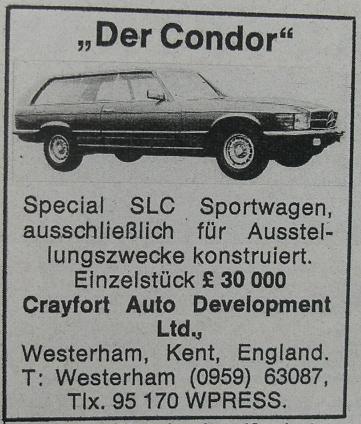 „Der Condor“
Special SLC Sportwagen,
ausschließlich für Ausstel-
lungszwecke konstruiert.
Einzelstück £ 30 000
Crayfort Auto Development
Ltd.,
Westerham, Kent, England.
T: Westerham (0959) 63087,
Tlx. 95 170 WPRESS.